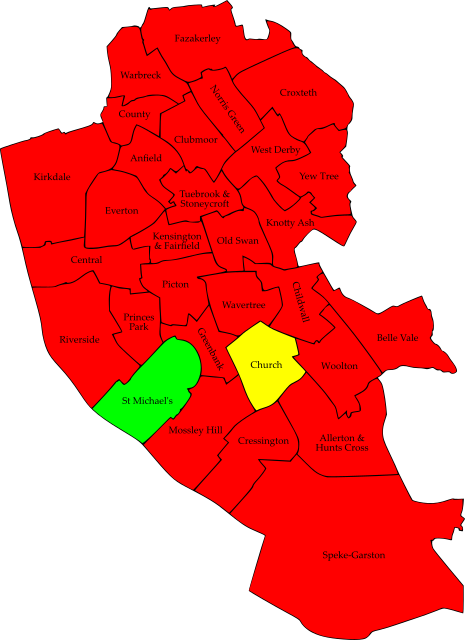 Fazakerley
Warbreck
Croxteth
Norris Green
County
Clubmoor
West Derby
Anfield
Yew Tree
Kirkdale
Tuebrook &
Stoneycroft
Everton
Knotty Ash
Kensington
& Fairfield
Old Swan
Central
Picton
Childwall
Wavertree
Princes
Park
Riverside
Belle Vale
Greenbank
Church
Woolton
St Michael's
Mossley Hill
Cressington
Allerton &
Hunts Cross
Speke-Garston